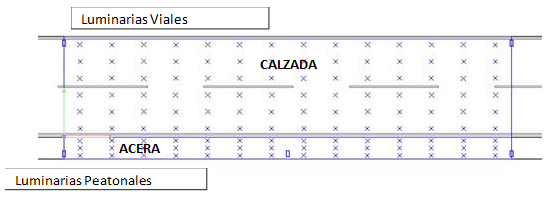 Luminarias Viales
CALZADA
ACERA
Luminarias Peatonales